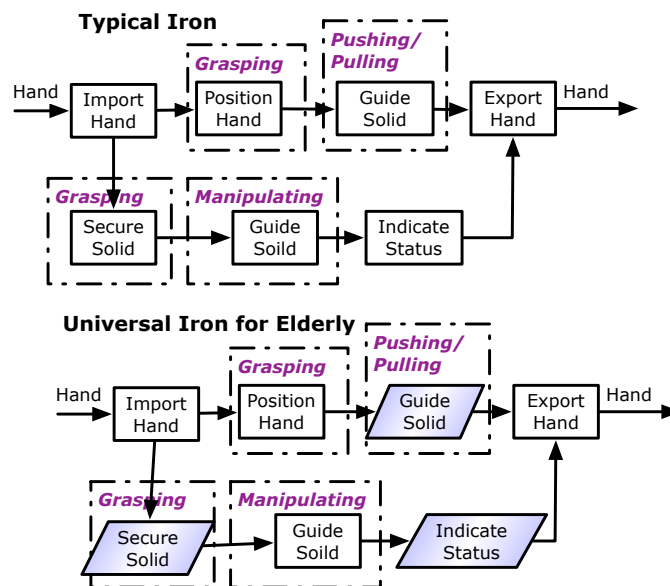 Typical Iron
Pushing/
Pulling
Grasping
Hand
Import
Hand
Position
Hand
Guide
Solid
Export
Hand
Hand
Grasping
Manipulating
Secure
Solid
Guide
Soild
Indicate
Status
Universal Iron for Elderly
Pushing/
Pulling
Grasping
Hand
Import
Hand
Position
Hand
Guide
Solid
Export
Hand
Hand
Grasping
Manipulating
Secure
Solid
Guide
Soild
Indicate
Status